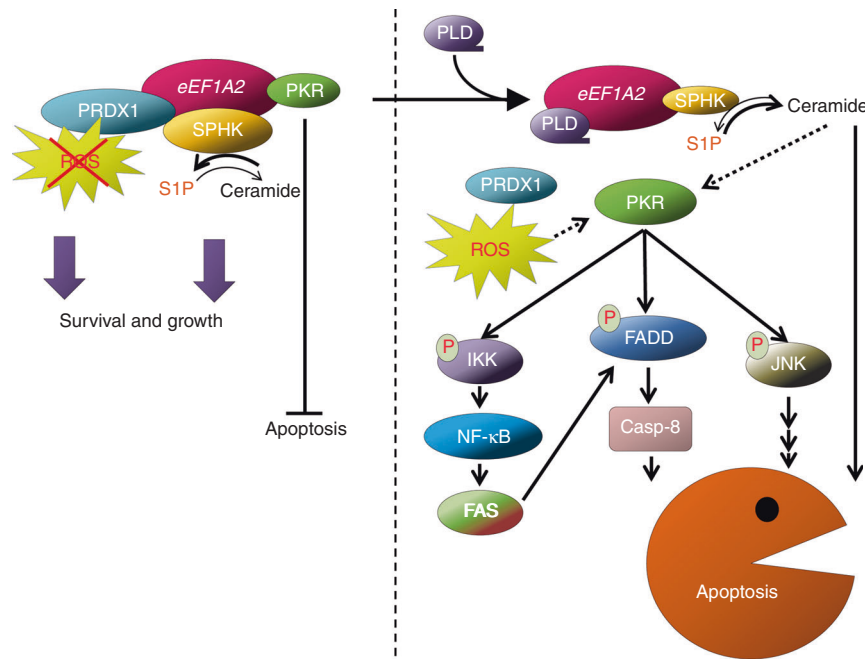 PRDX1
eEF1A2
PKR
SPHK
ROS
S1P
Ceramide
Survival and growth
Apoptosis
PLD
eEF1A2
PLD
SPHK
S1P
Ceramide
PRDX1
ROS
PKR
P
IKK
P
FADD
P
JNK
NF-κB
Casp-8
FAS
Apoptosis